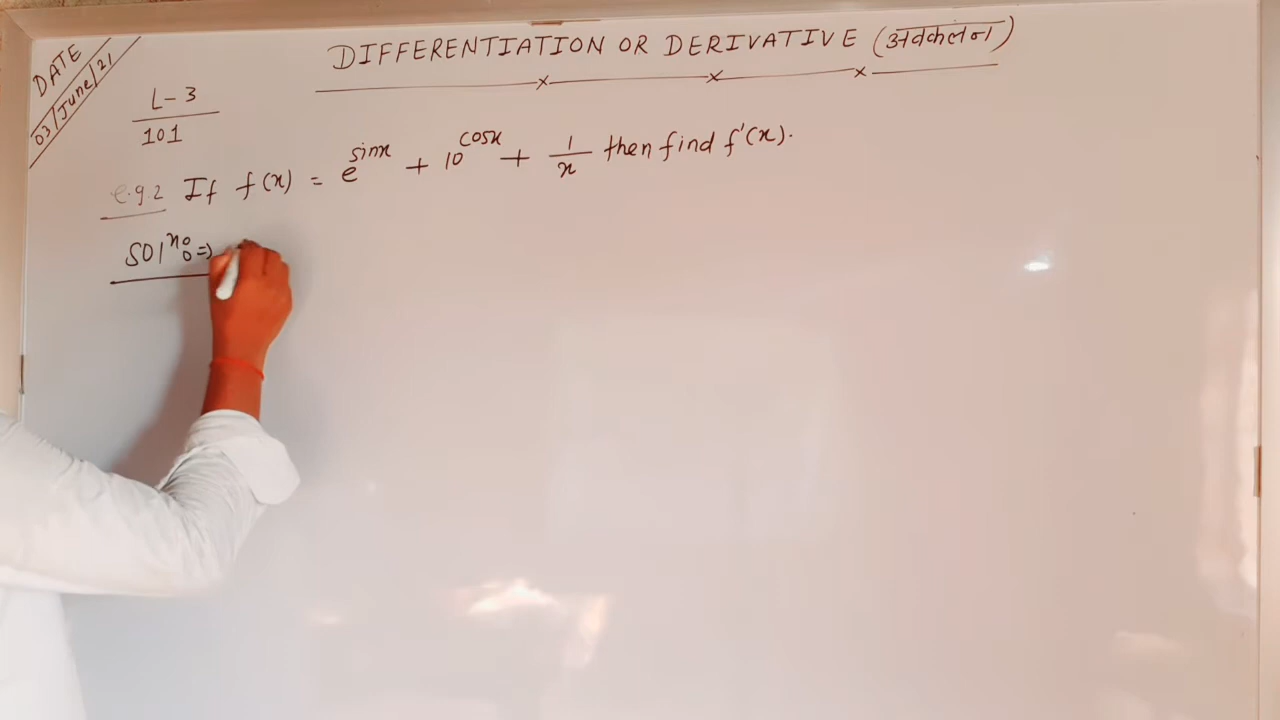 DATE
03/June/21
DIFFERENTIATION OR DERIVATIVE (अवकलन)
L-3
101
e.g.2 If f(x) = e^sinx + 10^cosx + 1/x then find f'(x).
Solⁿ: ⇒